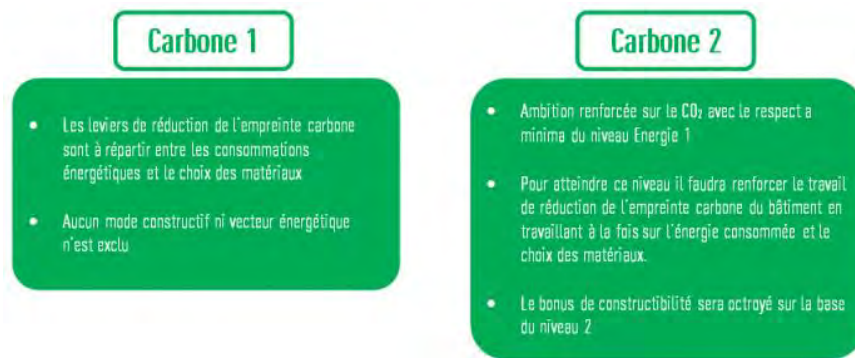 Carbone 1
• Les leviers de réduction de l'empreinte carbone
sont à répartir entre les consommations
énergétiques et le choix des matériaux
• Aucun mode constructif ni vecteur énergétique
n'est exclu
Carbone 2
• Ambition renforcée sur le CO₂ avec le respect a
minima du niveau Energie 1
• Pour atteindre ce niveau il faudra renforcer le travail
de réduction de l'empreinte carbone du bâtiment en
travaillant à la fois sur l'énergie consommée et le
choix des matériaux.
• Le bonus de constructibilité sera octroyé sur la base
du niveau 2